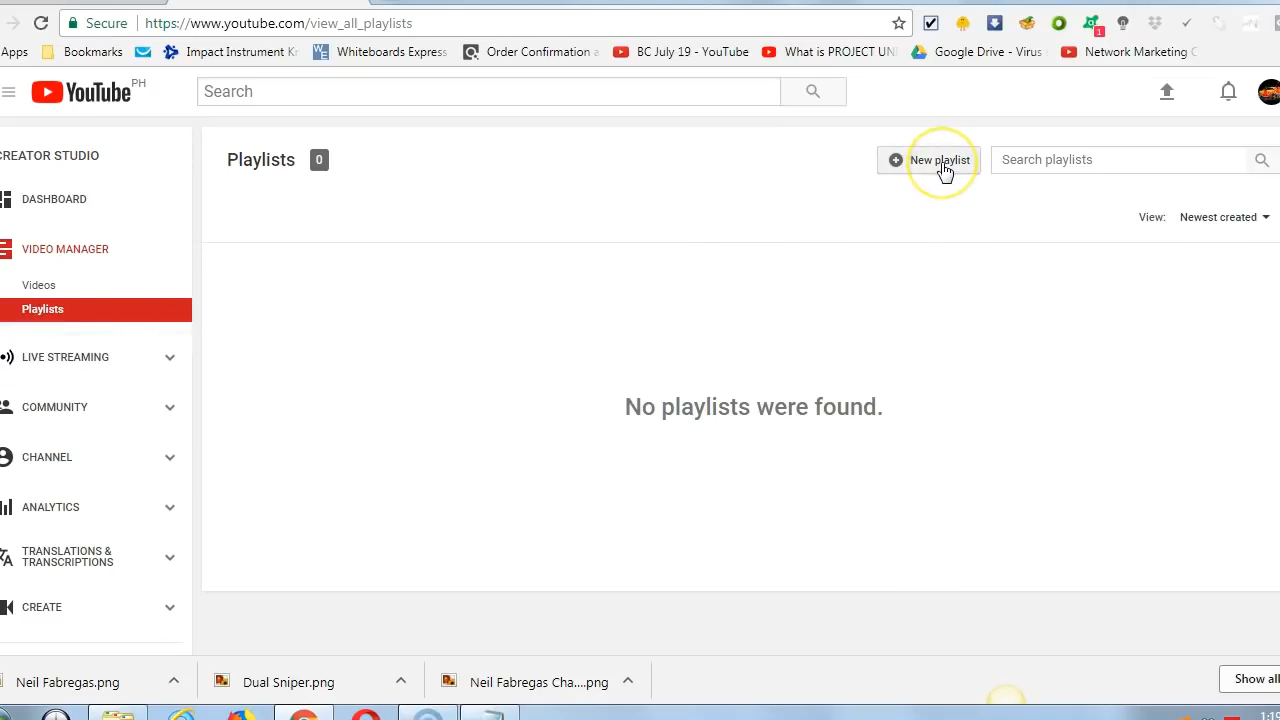 Secure https://www.youtube.com/view_all_playlists
Apps Bookmarks Impact Instrument Kr Whiteboards Express Order Confirmation a BC July 19 - YouTube What is PROJECT UNI Google Drive - Virus Network Marketing C
1
YouTube PH Search
CREATOR STUDIO
DASHBOARD
VIDEO MANAGER
Videos
Playlists
LIVE STREAMING
COMMUNITY
CHANNEL
ANALYTICS
TRANSLATIONS &
TRANSCRIPTIONS
CREATE
Playlists 0 New playlist Search playlists
View: Newest created
No playlists were found.
Neil Fabregas.png Dual Sniper.png Neil Fabregas Cha....png Show all